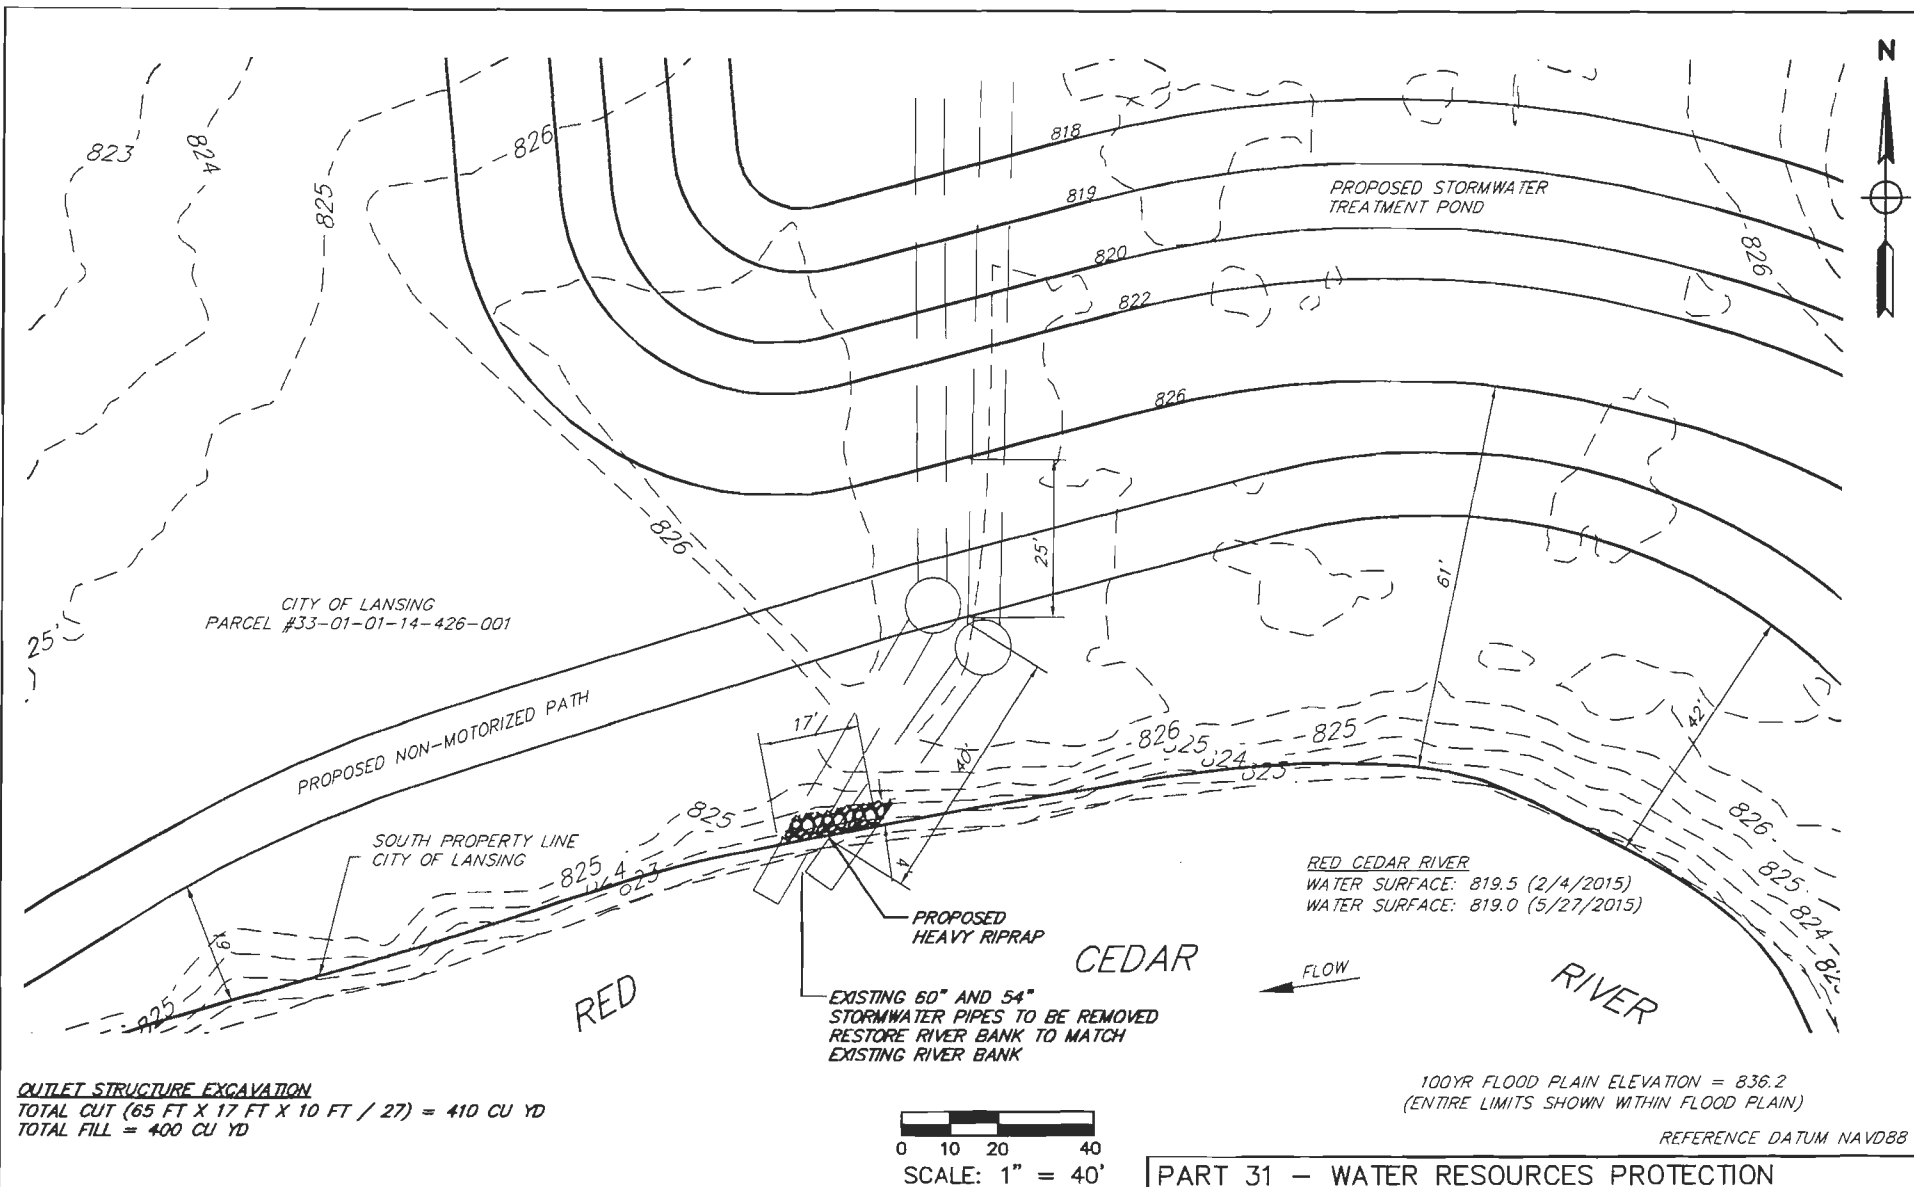 N
823
824
825
826
818
819
820
822
826
PROPOSED STORMWATER
TREATMENT POND
826
826
25'
61'
42'
CITY OF LANSING
PARCEL #33-01-01-14-426-001
25'
PROPOSED NON-MOTORIZED PATH
17'
40'
826
825
825
SOUTH PROPERTY LINE
CITY OF LANSING
825
825
823
19'
825
826
825
824
RED CEDAR RIVER
WATER SURFACE: 819.5 (2/4/2015)
WATER SURFACE: 819.0 (5/27/2015)
PROPOSED
HEAVY RIPRAP
RED CEDAR RIVER
FLOW
EXISTING 60" AND 54"
STORMWATER PIPES TO BE REMOVED
RESTORE RIVER BANK TO MATCH
EXISTING RIVER BANK
OUTLET STRUCTURE EXCAVATION
TOTAL CUT (65 FT X 17 FT X 10 FT / 27) = 410 CU YD
TOTAL FILL = 400 CU YD
100YR FLOOD PLAIN ELEVATION = 836.2
(ENTIRE LIMITS SHOWN WITHIN FLOOD PLAIN)
REFERENCE DATUM NAVD88
0 10 20 40
SCALE: 1" = 40'
PART 31 – WATER RESOURCES PROTECTION